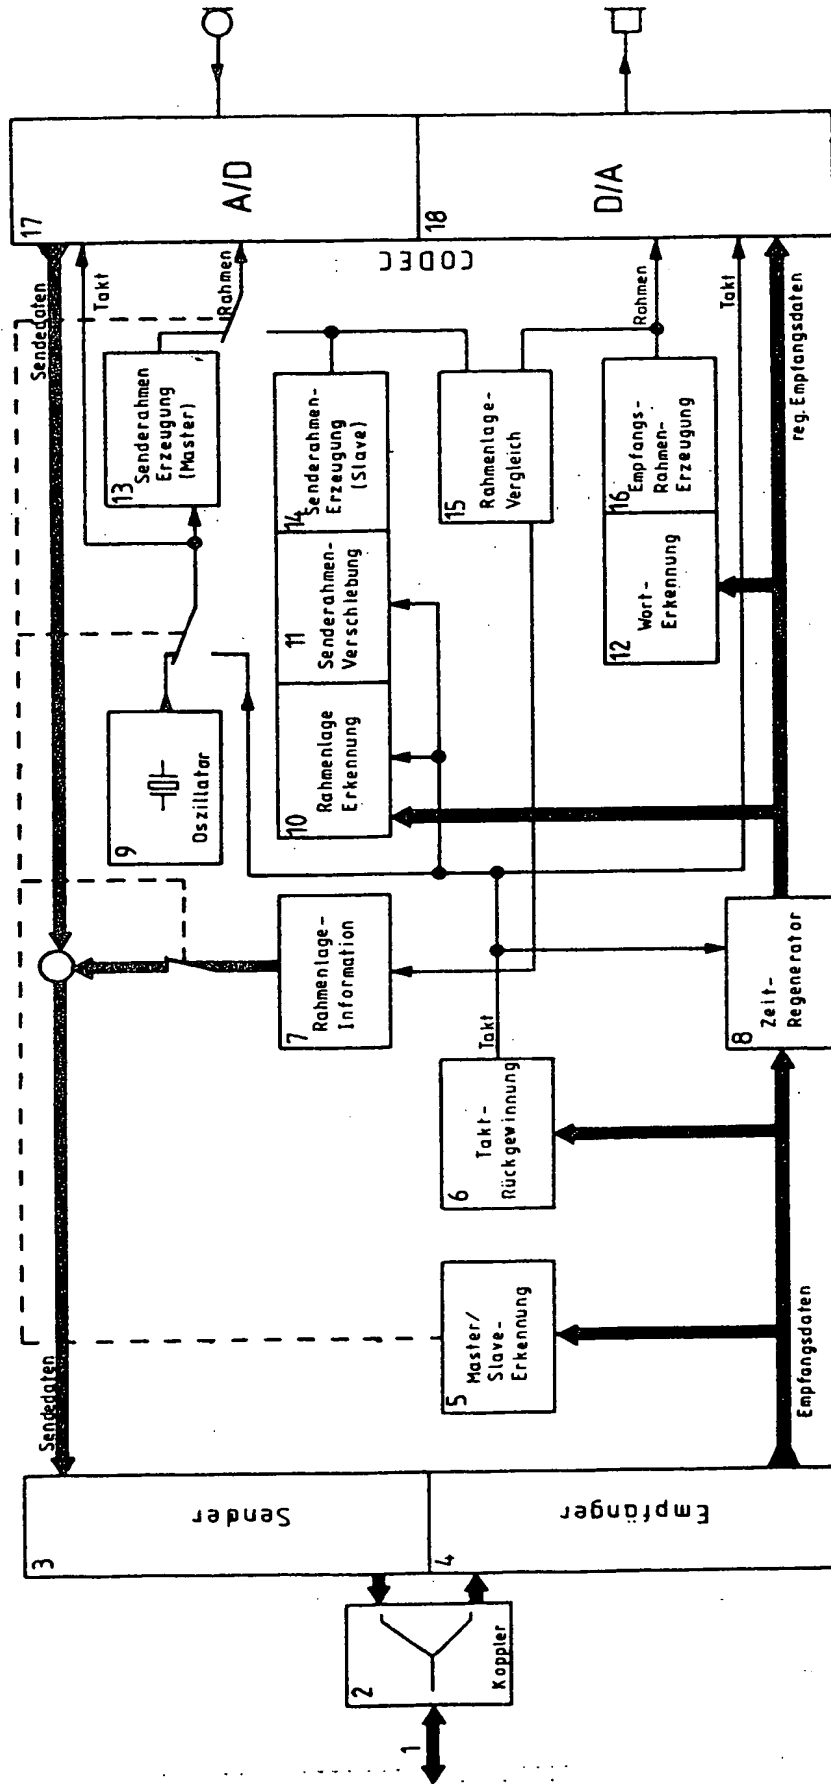 1
2
Koppler
3
Sender
4
Empfänger
Sendedaten
Empfangsdaten
5
Master/
Slave-
Erkennung
6
Takt-
Rückgewinnung
Takt
7
Rahmenlage-
Information
8
Zeit-
Regenerator
9
Oszillator
10
Rahmenlage
Erkennung
11
Senderahmen-
Verschiebung
14
Senderahmen-
Erzeugung
(Slave)
13
Senderahmen
Erzeugung
(Master)
15
Rahmenlage-
Vergleich
12
Wort-
Erkennung
16
Empfangs-
Rahmen-
Erzeugung
Sendedaten
Takt
Rahmen
Rahmen
Takt
reg. Empfangsdaten
CODEC
17
A/D
18
D/A